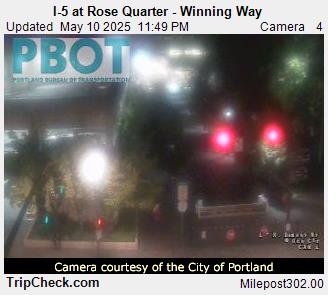 I-5 at Rose Quarter - Winning Way
Updated May 10 2025 11:49 PM Camera 4
PBOT
PORTLAND BUREAU OF TRANSPORTATION
Camera courtesy of the City of Portland
TripCheck.com Milepost302.00